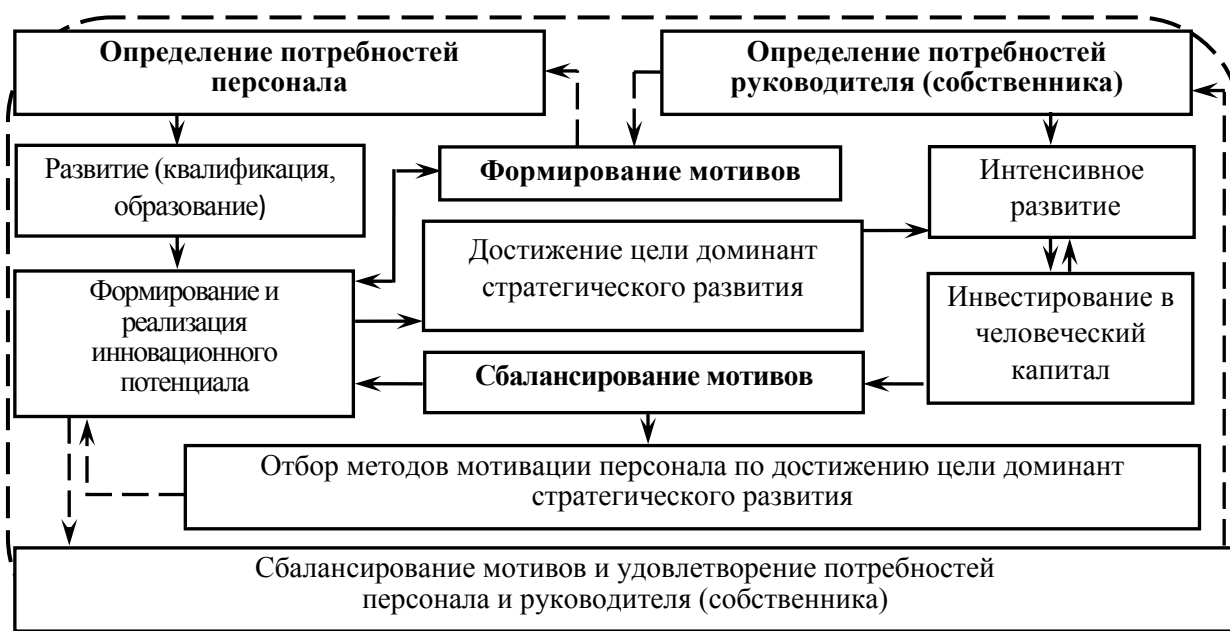 Определение потребностей
персонала
Определение потребностей
руководителя (собственника)
Развитие (квалификация,
образование)
Формирование мотивов
Интенсивное
развитие
Достижение цели доминант
стратегического развития
Формирование и
реализация
инновационного
потенциала
Инвестирование в
человеческий
капитал
Сбалансирование мотивов
Отбор методов мотивации персонала по достижению цели доминант
стратегического развития
Сбалансирование мотивов и удовлетворение потребностей
персонала и руководителя (собственника)